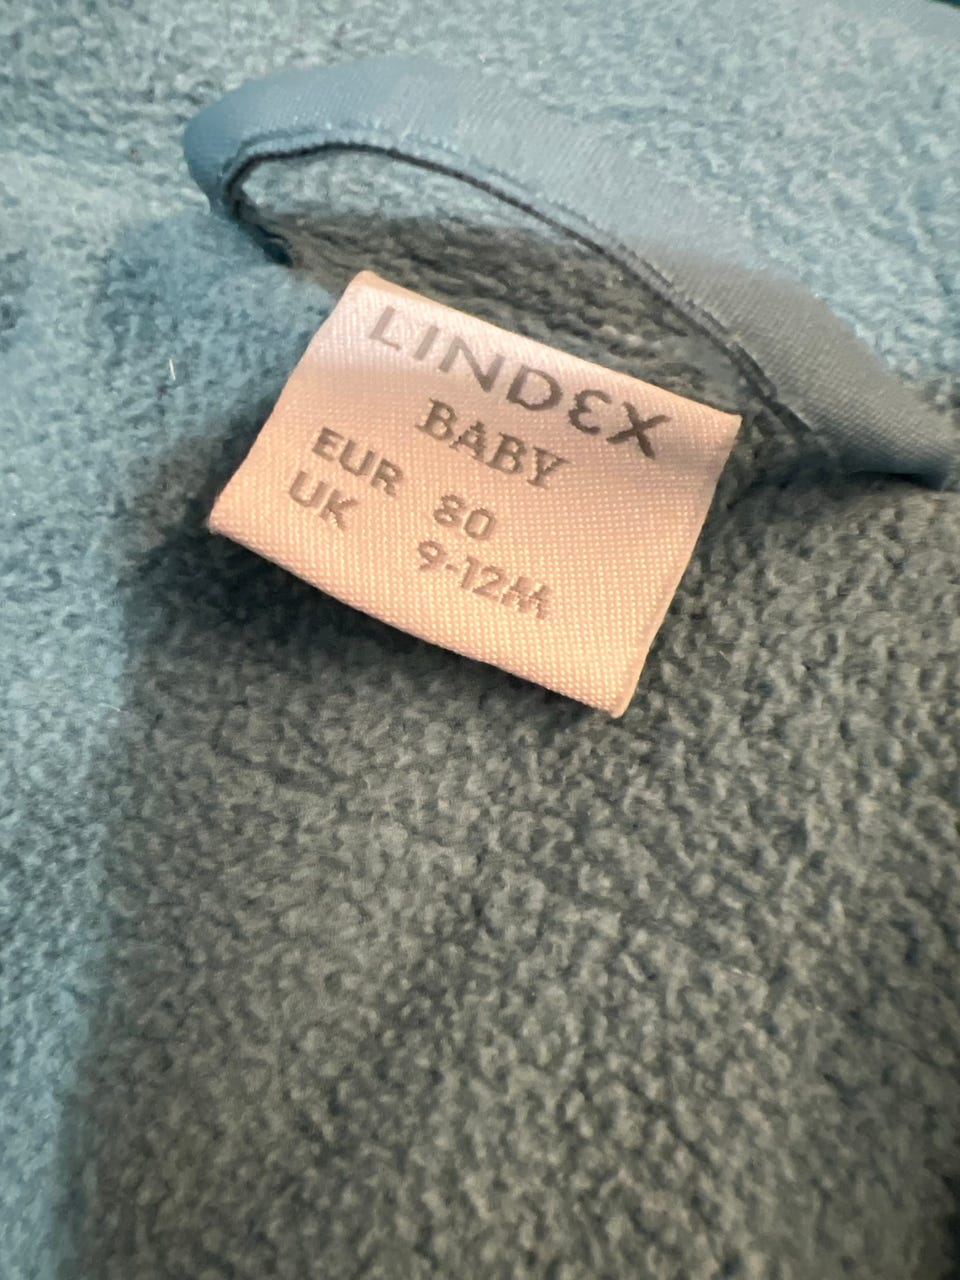 LINDEX
BABY
EUR 80
UK 9-12M